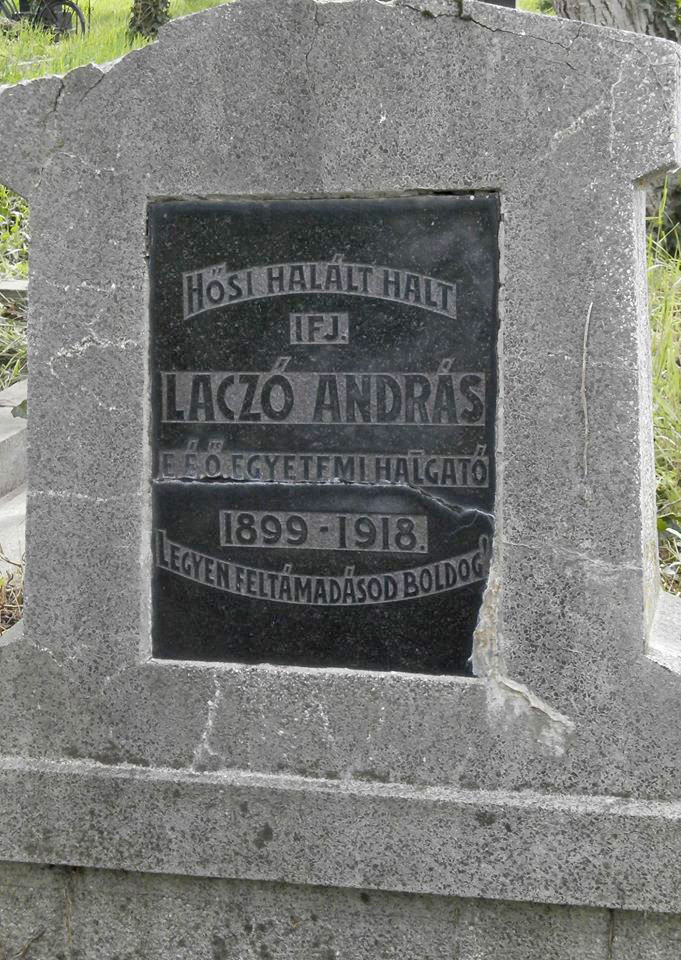 HŐSI HALÁLT HALT
IFJ.
LACZÓ ANDRÁS
E.É.Ö. EGYETEMI HALGATÓ
1899 - 1918.
LEGYEN FELTÁMADÁSOD BOLDOG!